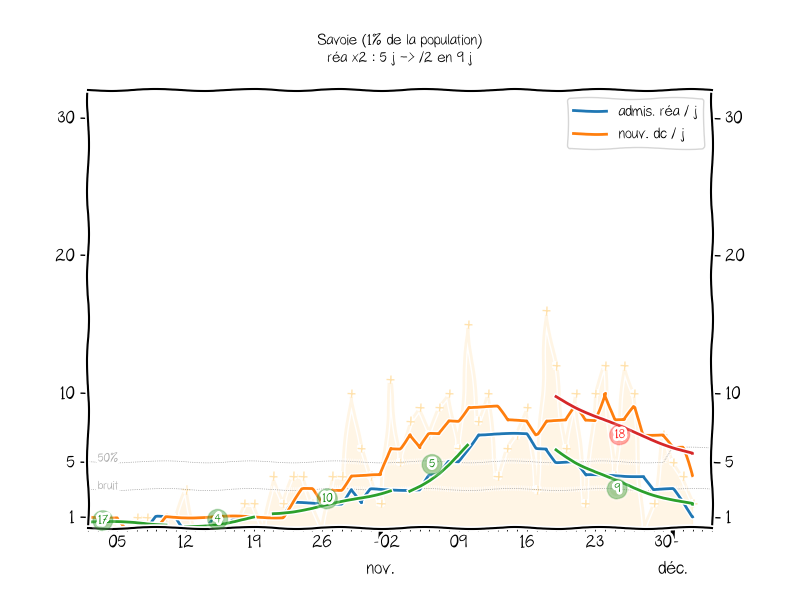 Savoie (1% de la population)
réa x2 : 5 j -> /2 en 9 j
admis. réa / j
nouv. dc / j
30 30
20 20
10 10
18
50%
5 5
5
bruit
9
10
1 17 4 1
05 12 19 26 02 09 16 23 30
nov. déc.